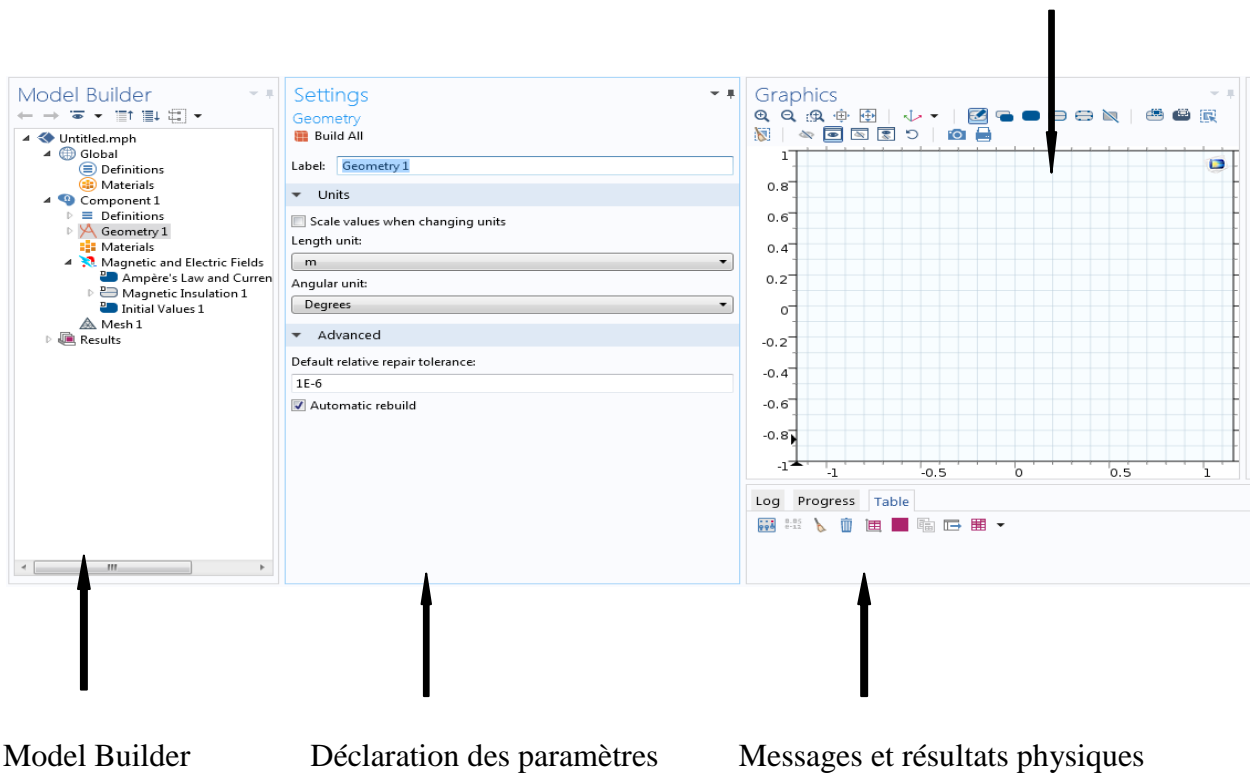 Model Builder
Untitled.mph
Global
Definitions
Materials
Component 1
Definitions
Geometry 1
Materials
Magnetic and Electric Fields
Ampère's Law and Curren
Magnetic Insulation 1
Initial Values 1
Mesh 1
Results
Settings
Geometry
Build All
Label: Geometry 1
Units
Scale values when changing units
Length unit:
m
Angular unit:
Degrees
Advanced
Default relative repair tolerance:
1E-6
Automatic rebuild
Graphics
1
0.8
0.6
0.4
0.2
0
-0.2
-0.4
-0.6
-0.8
-1
-1 -0.5 0 0.5 1
Log Progress Table
8.85
e-12
Model Builder Déclaration des paramètres Messages et résultats physiques